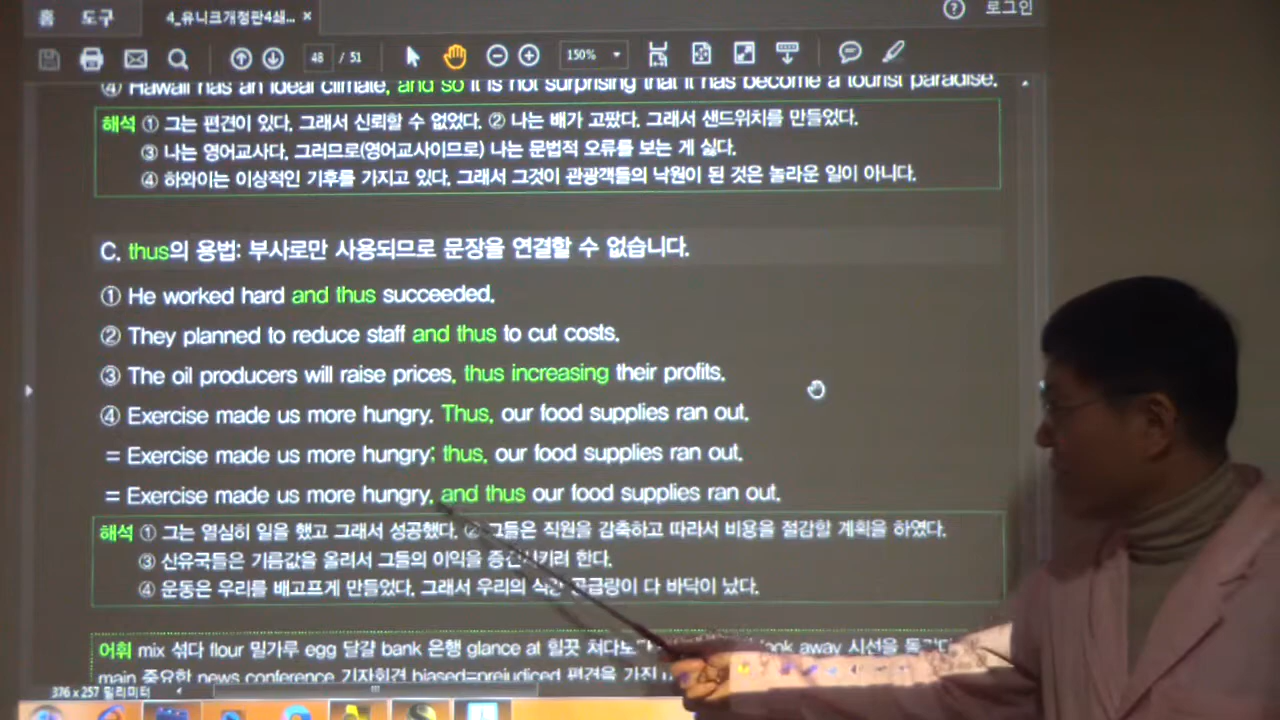 홈 도구 4_유니크개정판4쇄... × ? 로그인
48 / 51 150%
④ Hawaii has an ideal climate, and so it is not surprising that it has become a tourist paradise.
해석 ① 그는 편견이 있다. 그래서 신뢰할 수 없었다. ② 나는 배가 고팠다. 그래서 샌드위치를 만들었다.
③ 나는 영어교사다. 그러므로(영어교사이므로) 나는 문법적 오류를 보는 게 싫다.
④ 하와이는 이상적인 기후를 가지고 있다. 그래서 그것이 관광객들의 낙원이 된 것은 놀라운 일이 아니다.
C. thus의 용법: 부사로만 사용되므로 문장을 연결할 수 없습니다.
① He worked hard and thus succeeded.
② They planned to reduce staff and thus to cut costs.
③ The oil producers will raise prices, thus increasing their profits.
④ Exercise made us more hungry. Thus, our food supplies ran out.
= Exercise made us more hungry; thus, our food supplies ran out.
= Exercise made us more hungry, and thus our food supplies ran out.
해석 ① 그는 열심히 일을 했고 그래서 성공했다. ② 그들은 직원을 감축하고 따라서 비용을 절감할 계획을 하였다.
③ 산유국들은 기름값을 올려서 그들의 이익을 증진시키려 한다.
④ 운동은 우리를 배고프게 만들었다. 그래서 우리의 식량 공급량이 다 바닥이 났다.
어휘 mix 섞다 flour 밀가루 egg 달걀 bank 은행 glance at 힐끗 쳐다보다 look away 시선을
main 중요한 news conference 기자회견 biased=prejudiced 편견을 가진
376 x 257 밀리미터